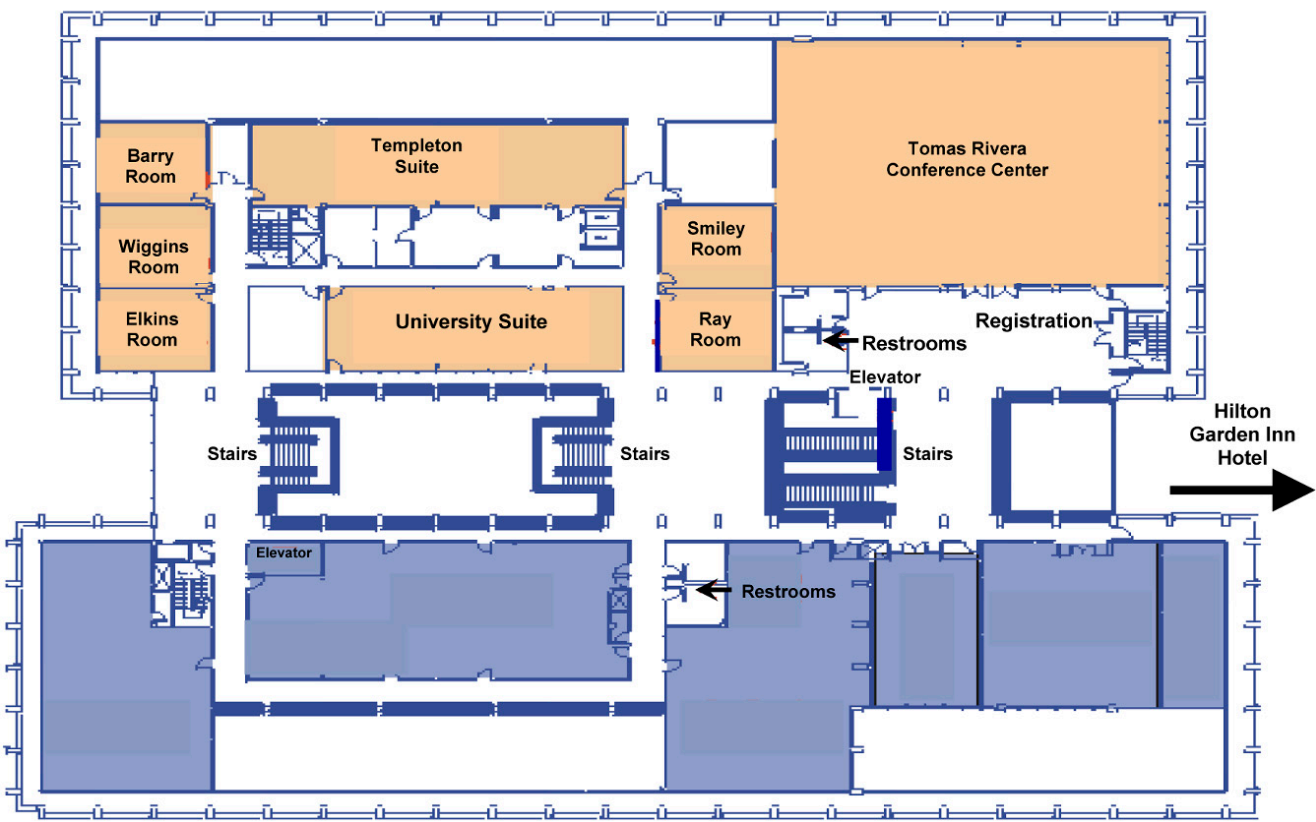 Barry
Room
Templeton
Suite
Tomas Rivera
Conference Center
Wiggins
Room
Smiley
Room
Elkins
Room
University Suite
Ray
Room
Registration
Restrooms
Elevator
Stairs
Stairs
Stairs
Hilton
Garden Inn
Hotel
Elevator
Restrooms